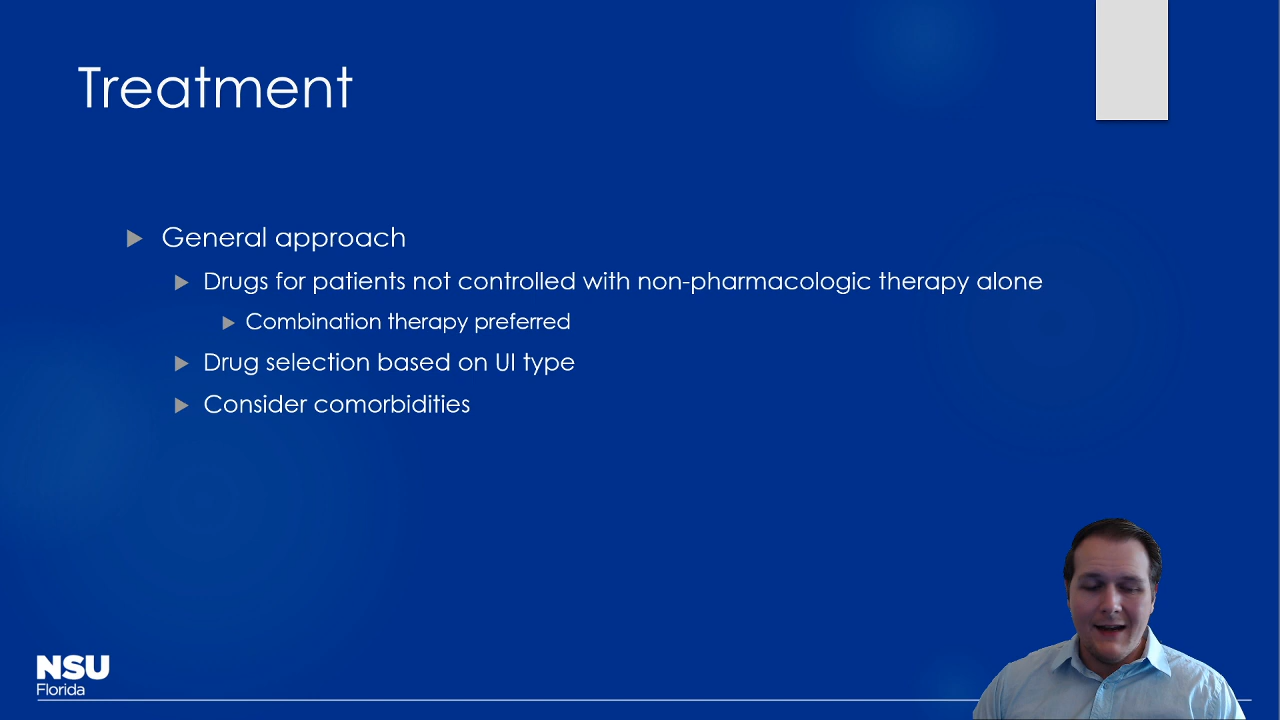 Treatment
General approach
Drugs for patients not controlled with non-pharmacologic therapy alone
Combination therapy preferred
Drug selection based on UI type
Consider comorbidities
NSU
Florida